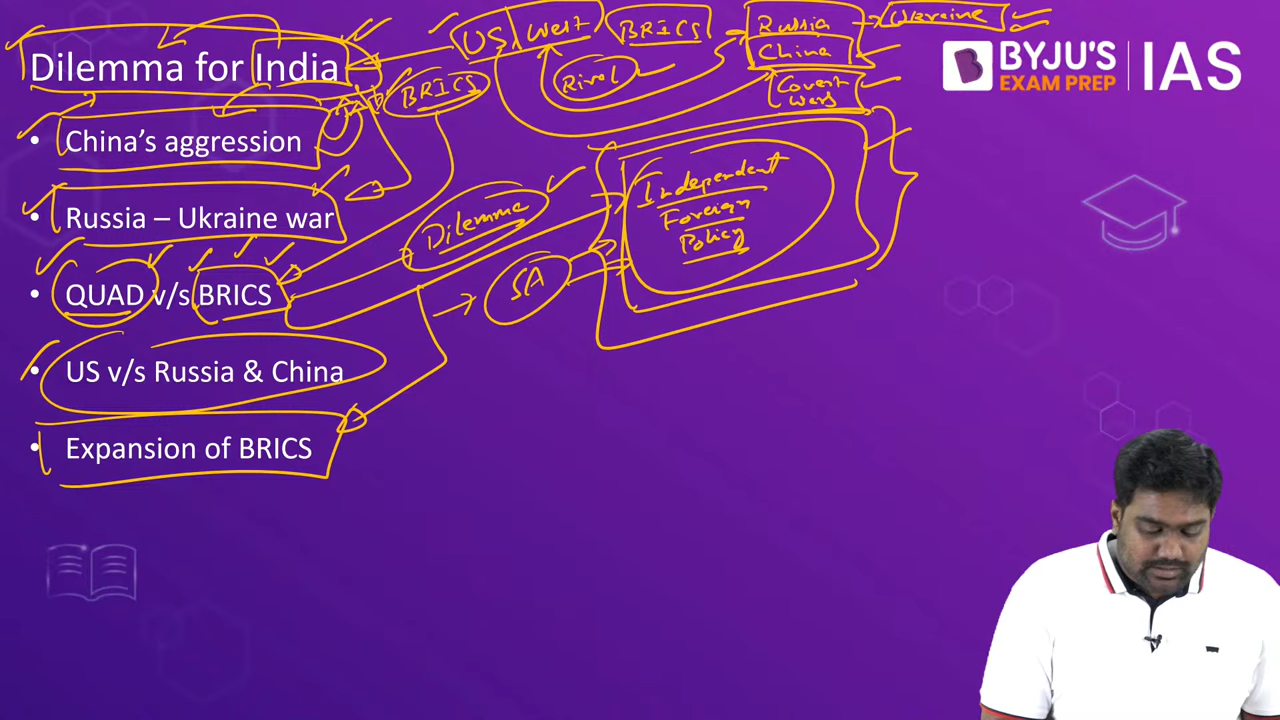 Dilemma for India
• China's aggression
• Russia – Ukraine war
• QUAD v/s BRICS
• US v/s Russia & China
• Expansion of BRICS
US West BRICS
Russia
Ukraine
China
Covert
Wars
Rival
BRICS
Dilemma
SA
Independent
Foreign
Policy
BYJU'S
EXAM PREP
IAS